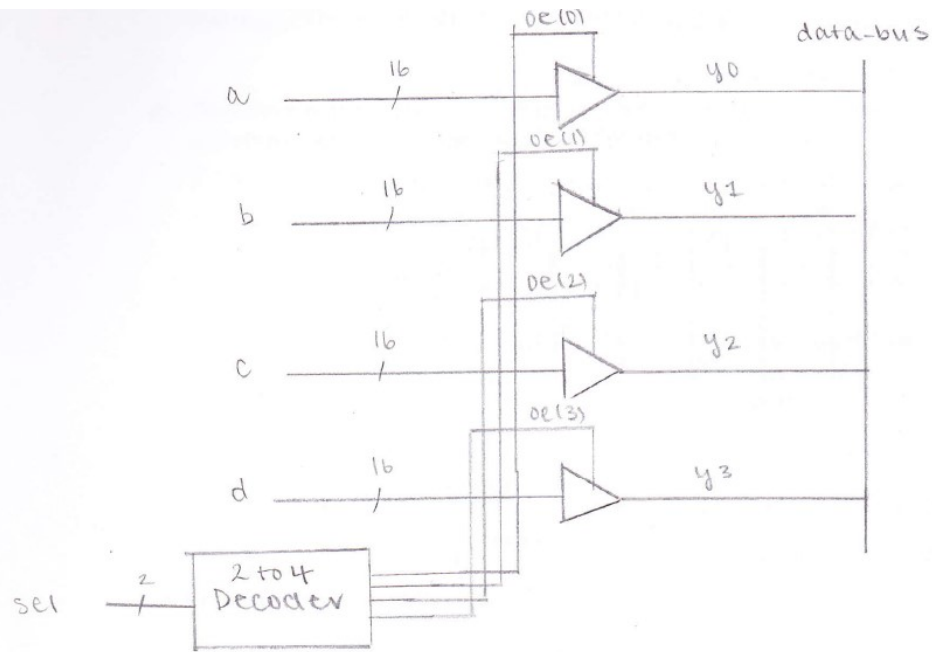 oe(0)
data-bus
a
16
y0
oe(1)
b
16
y1
oe(2)
c
16
y2
oe(3)
d
16
y3
sel
2
2 to 4
Decoder